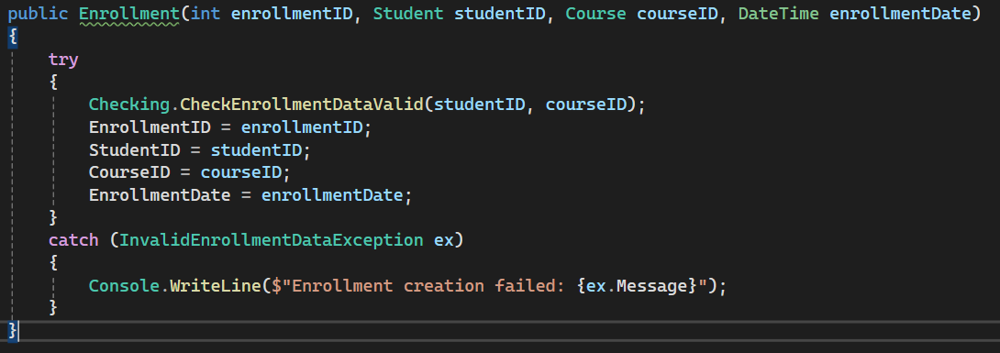 public Enrollment(int enrollmentID, Student studentID, Course courseID, DateTime enrollmentDate)
{
    try
    {
        Checking.CheckEnrollmentDataValid(studentID, courseID);
        EnrollmentID = enrollmentID;
        StudentID = studentID;
        CourseID = courseID;
        EnrollmentDate = enrollmentDate;
    }
    catch (InvalidEnrollmentDataException ex)
    {
        Console.WriteLine($"Enrollment creation failed: {ex.Message}");
    }
}